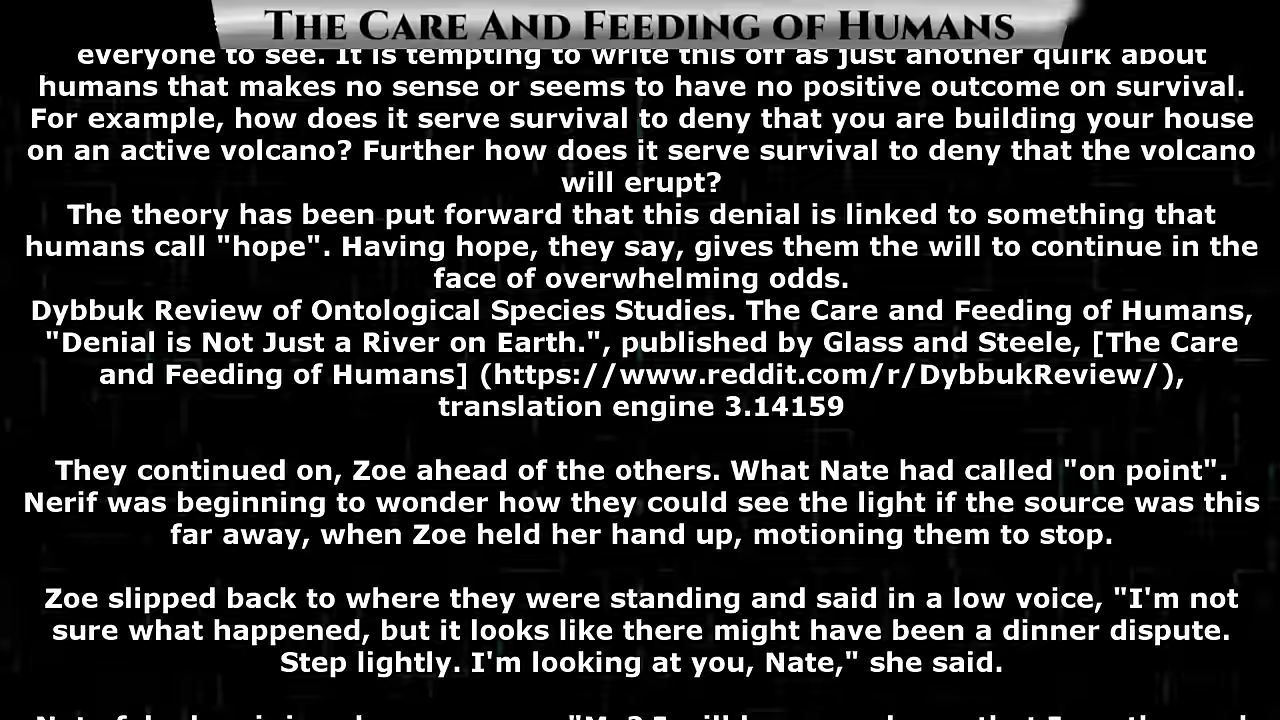 The Care And Feeding of Humans
everyone to see. It is tempting to write this off as just another quirk about
humans that makes no sense or seems to have no positive outcome on survival.
For example, how does it serve survival to deny that you are building your house
on an active volcano? Further how does it serve survival to deny that the volcano
will erupt?
The theory has been put forward that this denial is linked to something that
humans call "hope". Having hope, they say, gives them the will to continue in the
face of overwhelming odds.
Dybbuk Review of Ontological Species Studies. The Care and Feeding of Humans,
"Denial is Not Just a River on Earth.", published by Glass and Steele, [The Care
and Feeding of Humans] (https://www.reddit.com/r/DybbukReview/),
translation engine 3.14159
They continued on, Zoe ahead of the others. What Nate had called "on point".
Nerif was beginning to wonder how they could see the light if the source was this
far away, when Zoe held her hand up, motioning them to stop.
Zoe slipped back to where they were standing and said in a low voice, "I'm not
sure what happened, but it looks like there might have been a dinner dispute.
Step lightly. I'm looking at you, Nate," she said.